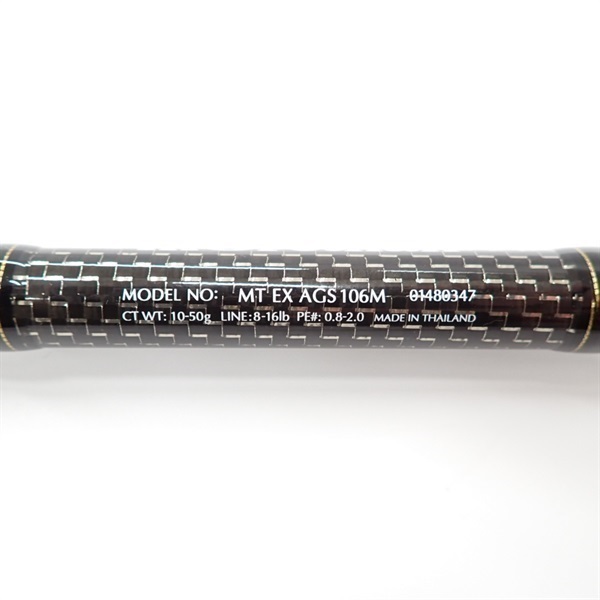 MODEL NO: MT EX AGS 106M 01480347
CT WT: 10-50g LINE: 8-16lb PE#: 0.8-2.0 MADE IN THAILAND